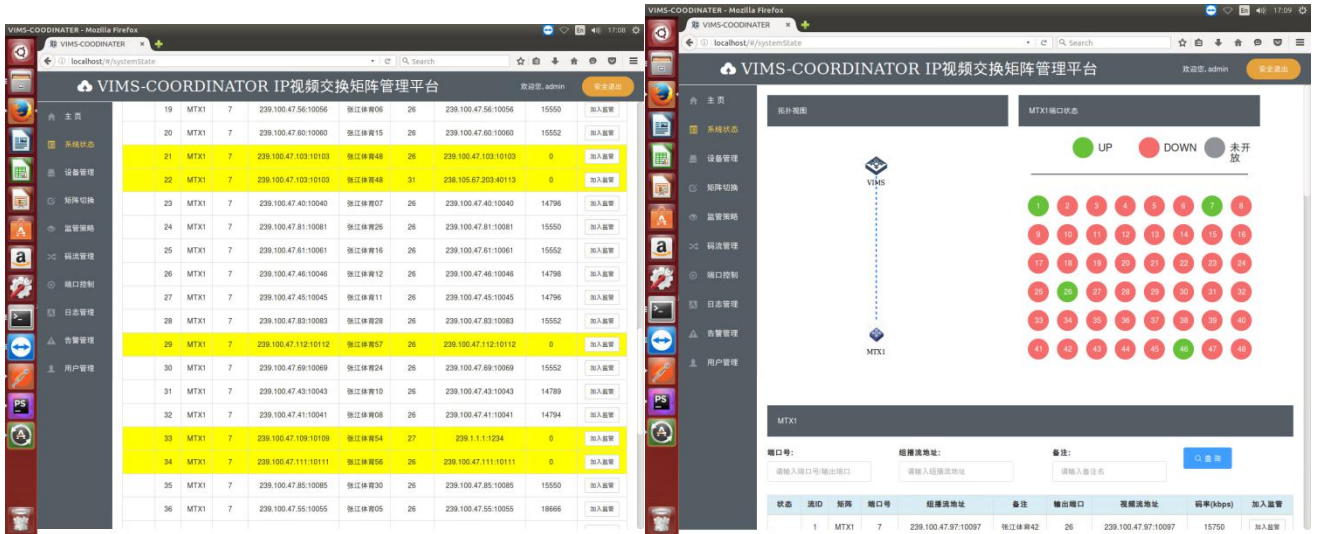 VIMS-COODINATER - Mozilla Firefox
En 17:08
VIMS-COODINATER ×
localhost/#/systemState
Search
VIMS-COORDINATOR IP视频交换矩阵管理平台
欢迎您, admin
安全退出
主页
系统状态
设备管理
矩阵切换
监管策略
码流管理
端口控制
日志管理
告警管理
用户管理
19 MTX1 7 239.100.47.56:10056 张江体育06 26 239.100.47.56:10056 15550 加入监管
20 MTX1 7 239.100.47.60:10060 张江体育15 26 239.100.47.60:10060 15552 加入监管
21 MTX1 7 239.100.47.103:10103 张江体育48 26 239.100.47.103:10103 0 加入监管
22 MTX1 7 239.100.47.103:10103 张江体育48 31 238.105.67.203:40113 0 加入监管
23 MTX1 7 239.100.47.40:10040 张江体育07 26 239.100.47.40:10040 14796 加入监管
24 MTX1 7 239.100.47.81:10081 张江体育26 26 239.100.47.81:10081 15550 加入监管
25 MTX1 7 239.100.47.61:10061 张江体育16 26 239.100.47.61:10061 15552 加入监管
26 MTX1 7 239.100.47.46:10046 张江体育12 26 239.100.47.46:10046 14798 加入监管
27 MTX1 7 239.100.47.45:10045 张江体育11 26 239.100.47.45:10045 14796 加入监管
28 MTX1 7 239.100.47.83:10083 张江体育28 26 239.100.47.83:10083 15552 加入监管
29 MTX1 7 239.100.47.112:10112 张江体育57 26 239.100.47.112:10112 0 加入监管
30 MTX1 7 239.100.47.69:10069 张江体育24 26 239.100.47.69:10069 15552 加入监管
31 MTX1 7 239.100.47.43:10043 张江体育10 26 239.100.47.43:10043 14789 加入监管
32 MTX1 7 239.100.47.41:10041 张江体育08 26 239.100.47.41:10041 14794 加入监管
33 MTX1 7 239.100.47.109:10109 张江体育54 27 239.1.1.1:1234 0 加入监管
34 MTX1 7 239.100.47.111:10111 张江体育56 26 239.100.47.111:10111 0 加入监管
35 MTX1 7 239.100.47.85:10085 张江体育30 26 239.100.47.85:10085 15550 加入监管
36 MTX1 7 239.100.47.55:10055 张江体育05 26 239.100.47.55:10055 18666 加入监管
VIMS-COODINATER - Mozilla Firefox
En 17:09
VIMS-COODINATER ×
localhost/#/systemState
Search
VIMS-COORDINATOR IP视频交换矩阵管理平台
欢迎您, admin
安全退出
主页
系统状态
设备管理
矩阵切换
监管策略
码流管理
端口控制
日志管理
告警管理
用户管理
拓扑视图
VIMS
MTX1
MTX1端口状态
UP DOWN 未开放
1 2 3 4 5 6 7 8
9 10 11 12 13 14 15 16
17 18 19 20 21 22 23 24
25 26 27 28 29 30 31 32
33 34 35 36 37 38 39 40
41 42 43 44 45 46 47 48
MTX1
端口号: 组播流地址: 备注:
请输入端口号/输出端口 请输入组播流地址 请输入备注名 查询
状态 流ID 矩阵 端口号 组播流地址 备注 输出端口 视频流地址 码率(kbps) 加入监管
1 MTX1 7 239.100.47.97:10097 张江体育42 26 239.100.47.97:10097 15750 加入监管